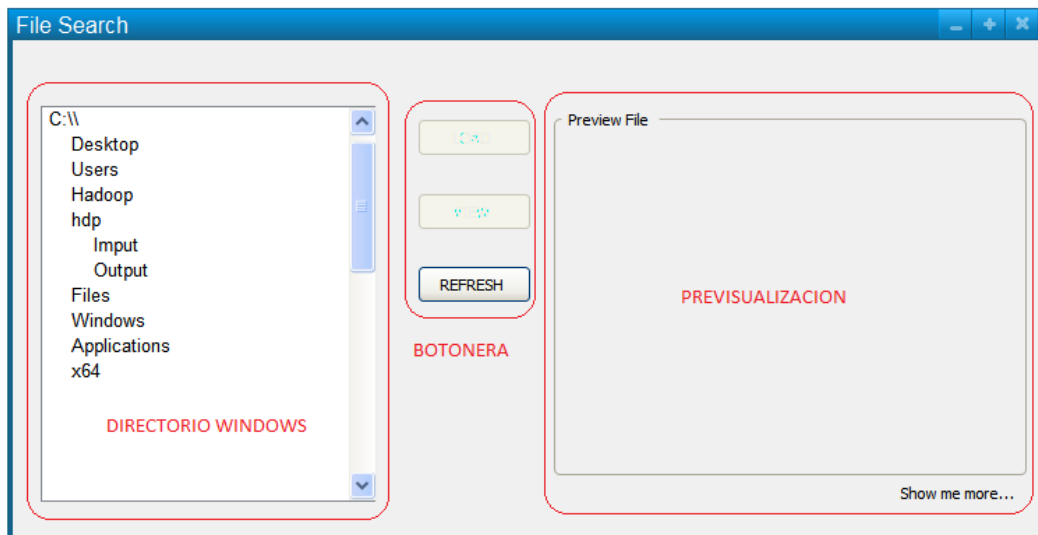 File Search
C:\\
Desktop
Users
Hadoop
hdp
Imput
Output
Files
Windows
Applications
x64
DIRECTORIO WINDOWS
VIEW
REFRESH
BOTONERA
Preview File
PREVISUALIZACION
Show me more...